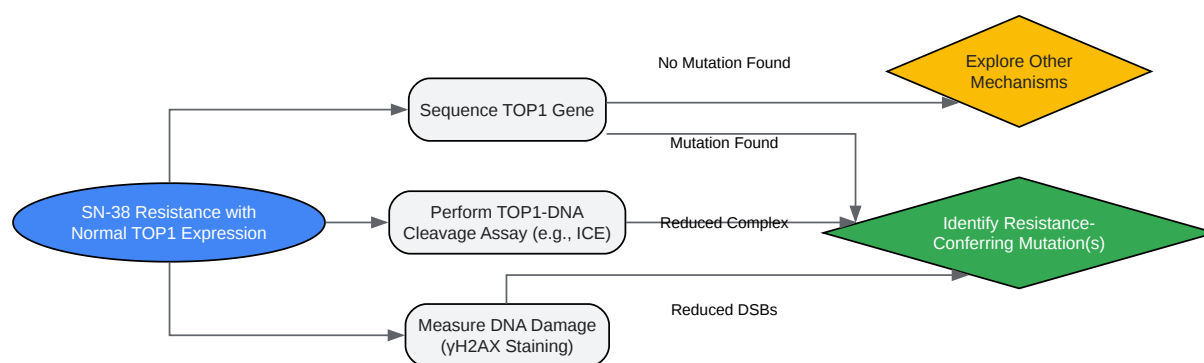 No Mutation Found
Explore Other
Mechanisms
Sequence TOP1 Gene
Mutation Found
SN-38 Resistance with
Normal TOP1 Expression
Perform TOP1-DNA
Cleavage Assay (e.g., ICE)
Reduced Complex
Identify Resistance-
Conferring Mutation(s)
Measure DNA Damage
(γH2AX Staining)
Reduced DSBs